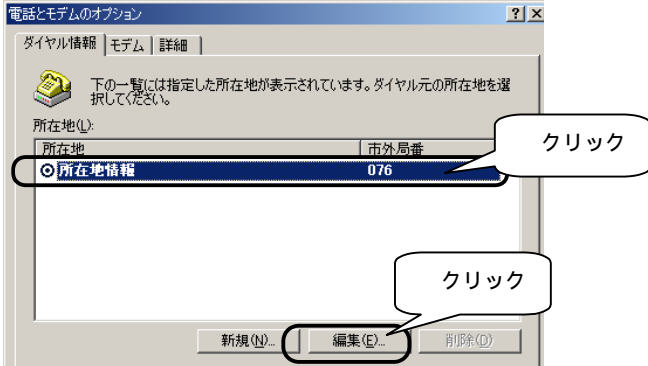 電話とモデムのオプション
ダイヤル情報 モデム 詳細
下の一覧には指定した所在地が表示されています。ダイヤル元の所在地を選
択してください。
所在地(L):
所在地 市外局番
所在地情報 076
クリック
クリック
新規(N)... 編集(E)... 削除(D)